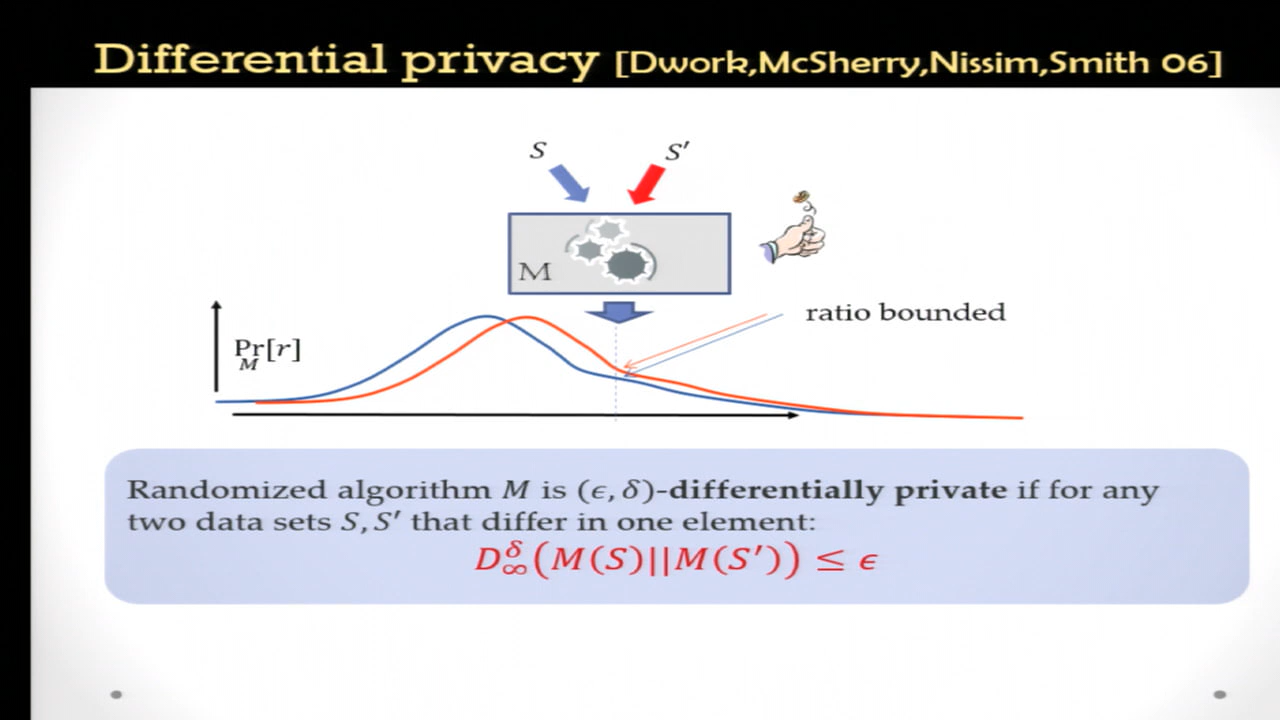 Differential privacy [Dwork,McSherry,Nissim,Smith 06]
S
S′
M
ratio bounded
Pr[r]
M
Randomized algorithm M is (ϵ, δ)-differentially private if for any
two data sets S, S′ that differ in one element:
D^δ_∞(M(S)||M(S′)) ≤ ϵ